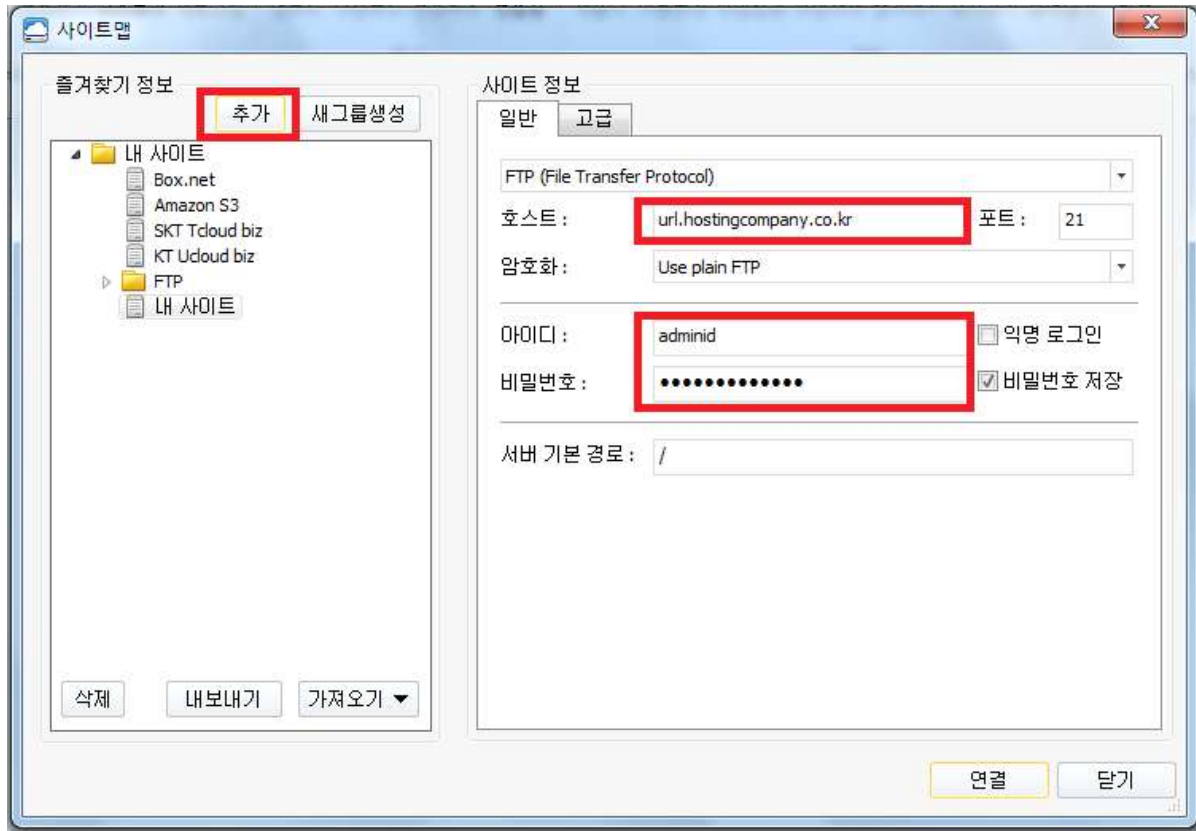 사이트맵
즐겨찾기 정보
추가 새그룹생성
내 사이트
Box.net
Amazon S3
SKT Tcloud biz
KT Ucloud biz
FTP
내 사이트
삭제 내보내기 가져오기
사이트 정보
일반 고급
FTP (File Transfer Protocol)
호스트 : url.hostingcompany.co.kr 포트 : 21
암호화 : Use plain FTP
아이디 : adminid 익명 로그인
비밀번호 : ●●●●●●●●●●●●● 비밀번호 저장
서버 기본 경로 : /
연결 닫기